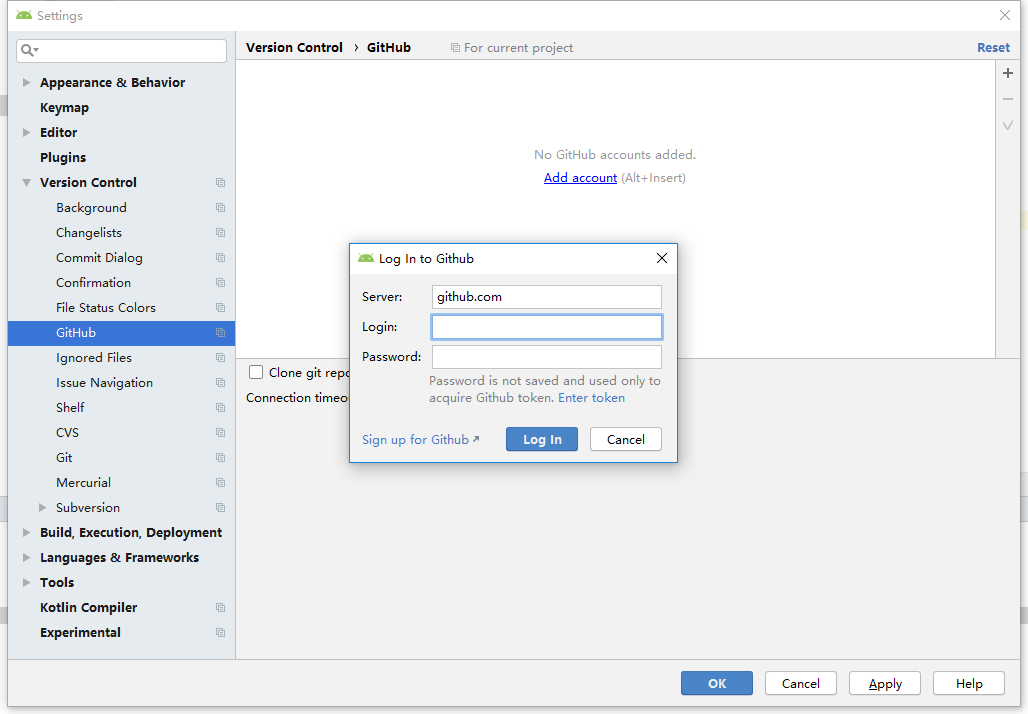 Settings
Version Control › GitHub
For current project
Reset
Appearance & Behavior
Keymap
Editor
Plugins
Version Control
Background
Changelists
Commit Dialog
Confirmation
File Status Colors
GitHub
Ignored Files
Issue Navigation
Shelf
CVS
Git
Mercurial
Subversion
Build, Execution, Deployment
Languages & Frameworks
Tools
Kotlin Compiler
Experimental
No GitHub accounts added.
Add account (Alt+Insert)
Clone git repo
Connection timeo
Log In to Github
Server: github.com
Login:
Password:
Password is not saved and used only to
acquire Github token. Enter token
Sign up for Github
Log In
Cancel
OK
Cancel
Apply
Help